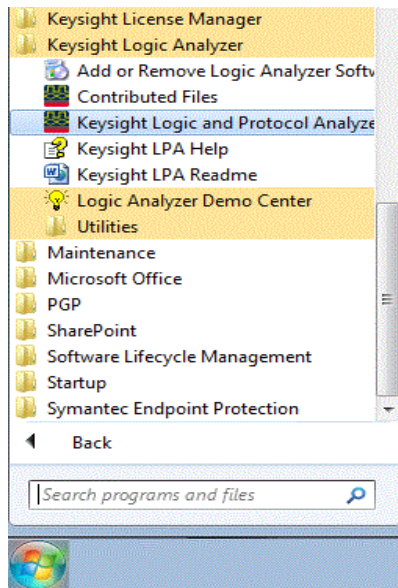 Keysight License Manager
Keysight Logic Analyzer
Add or Remove Logic Analyzer Softw
Contributed Files
Keysight Logic and Protocol Analyze
Keysight LPA Help
Keysight LPA Readme
Logic Analyzer Demo Center
Utilities
Maintenance
Microsoft Office
PGP
SharePoint
Software Lifecycle Management
Startup
Symantec Endpoint Protection
Back
Search programs and files